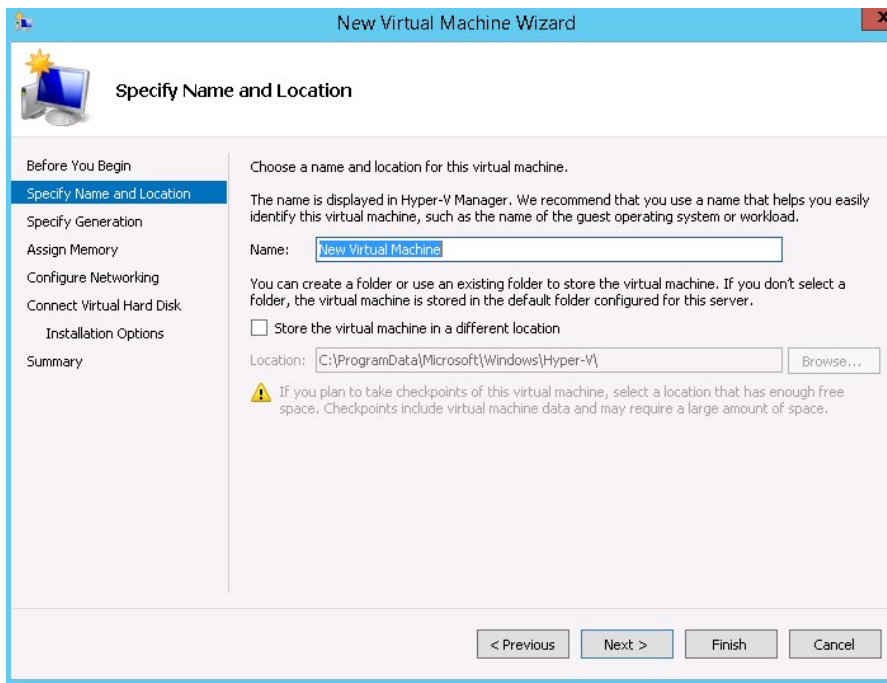 New Virtual Machine Wizard
x
Specify Name and Location
Before You Begin
Specify Name and Location
Specify Generation
Assign Memory
Configure Networking
Connect Virtual Hard Disk
Installation Options
Summary
Choose a name and location for this virtual machine.
The name is displayed in Hyper-V Manager. We recommend that you use a name that helps you easily
identify this virtual machine, such as the name of the guest operating system or workload.
Name: New Virtual Machine
You can create a folder or use an existing folder to store the virtual machine. If you don't select a
folder, the virtual machine is stored in the default folder configured for this server.
Store the virtual machine in a different location
Location: C:\ProgramData\Microsoft\Windows\Hyper-V\ Browse...
If you plan to take checkpoints of this virtual machine, select a location that has enough free
space. Checkpoints include virtual machine data and may require a large amount of space.
< Previous Next > Finish Cancel